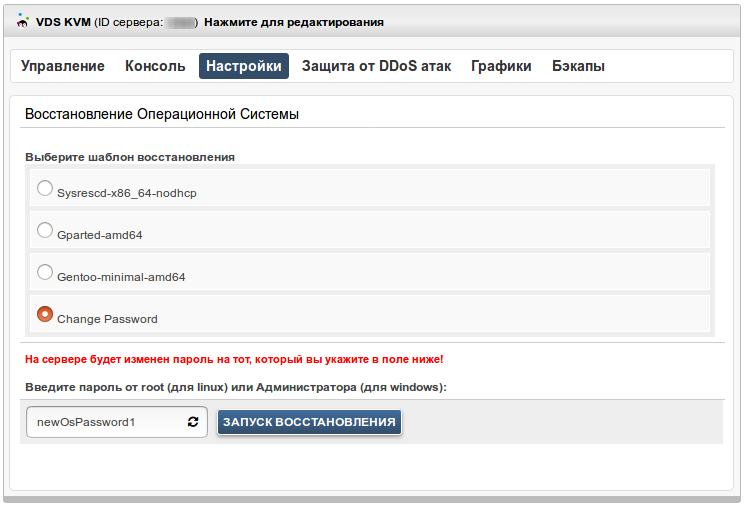 VDS KVM (ID сервера: ) Нажмите для редактирования
Управление Консоль Настройки Защита от DDoS атак Графики Бэкапы
Восстановление Операционной Системы
Выберите шаблон восстановления
Sysrescd-x86_64-nodhcp
Gparted-amd64
Gentoo-minimal-amd64
Change Password
На сервере будет изменен пароль на тот, который вы укажите в поле ниже!
Введите пароль от root (для linux) или Администратора (для windows):
newOsPassword1 ЗАПУСК ВОССТАНОВЛЕНИЯ